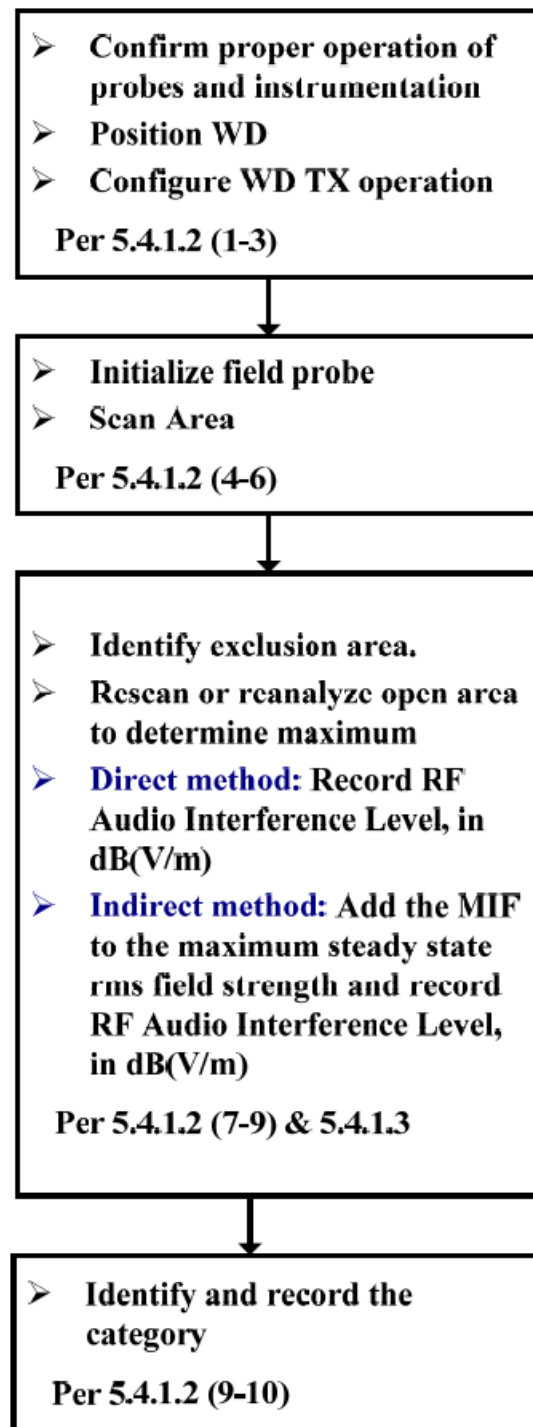 ➢ Confirm proper operation of
probes and instrumentation
➢ Position WD
➢ Configure WD TX operation
Per 5.4.1.2 (1-3)
➢ Initialize field probe
➢ Scan Area
Per 5.4.1.2 (4-6)
➢ Identify exclusion area.
➢ Rescan or reanalyze open area
to determine maximum
➢ Direct method: Record RF
Audio Interference Level, in
dB(V/m)
➢ Indirect method: Add the MIF
to the maximum steady state
rms field strength and record
RF Audio Interference Level,
in dB(V/m)
Per 5.4.1.2 (7-9) & 5.4.1.3
➢ Identify and record the
category
Per 5.4.1.2 (9-10)